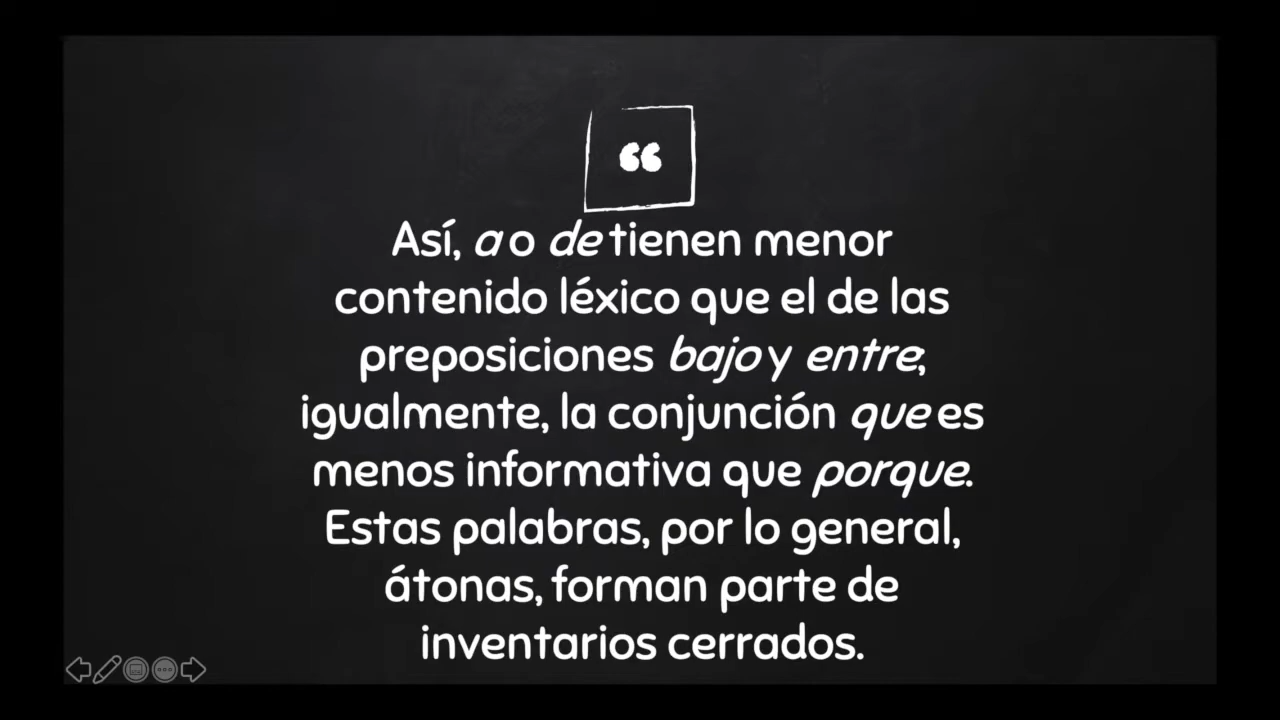 “
Así, a o de tienen menor
contenido léxico que el de las
preposiciones bajo y entre;
igualmente, la conjunción que es
menos informativa que porque.
Estas palabras, por lo general,
átonas, forman parte de
inventarios cerrados.